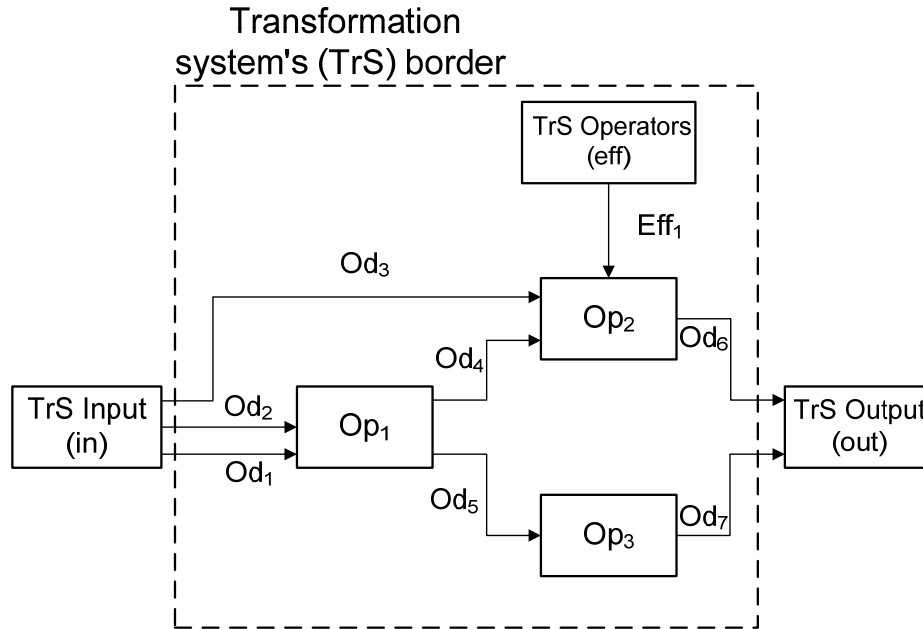 Transformation
system's (TrS) border
TrS Operators
(eff)
Eff₁
Od₃
Op₂
Od₄
Od₆
TrS Input
(in)
Od₂
Od₁
Op₁
TrS Output
(out)
Od₅
Op₃
Od₇